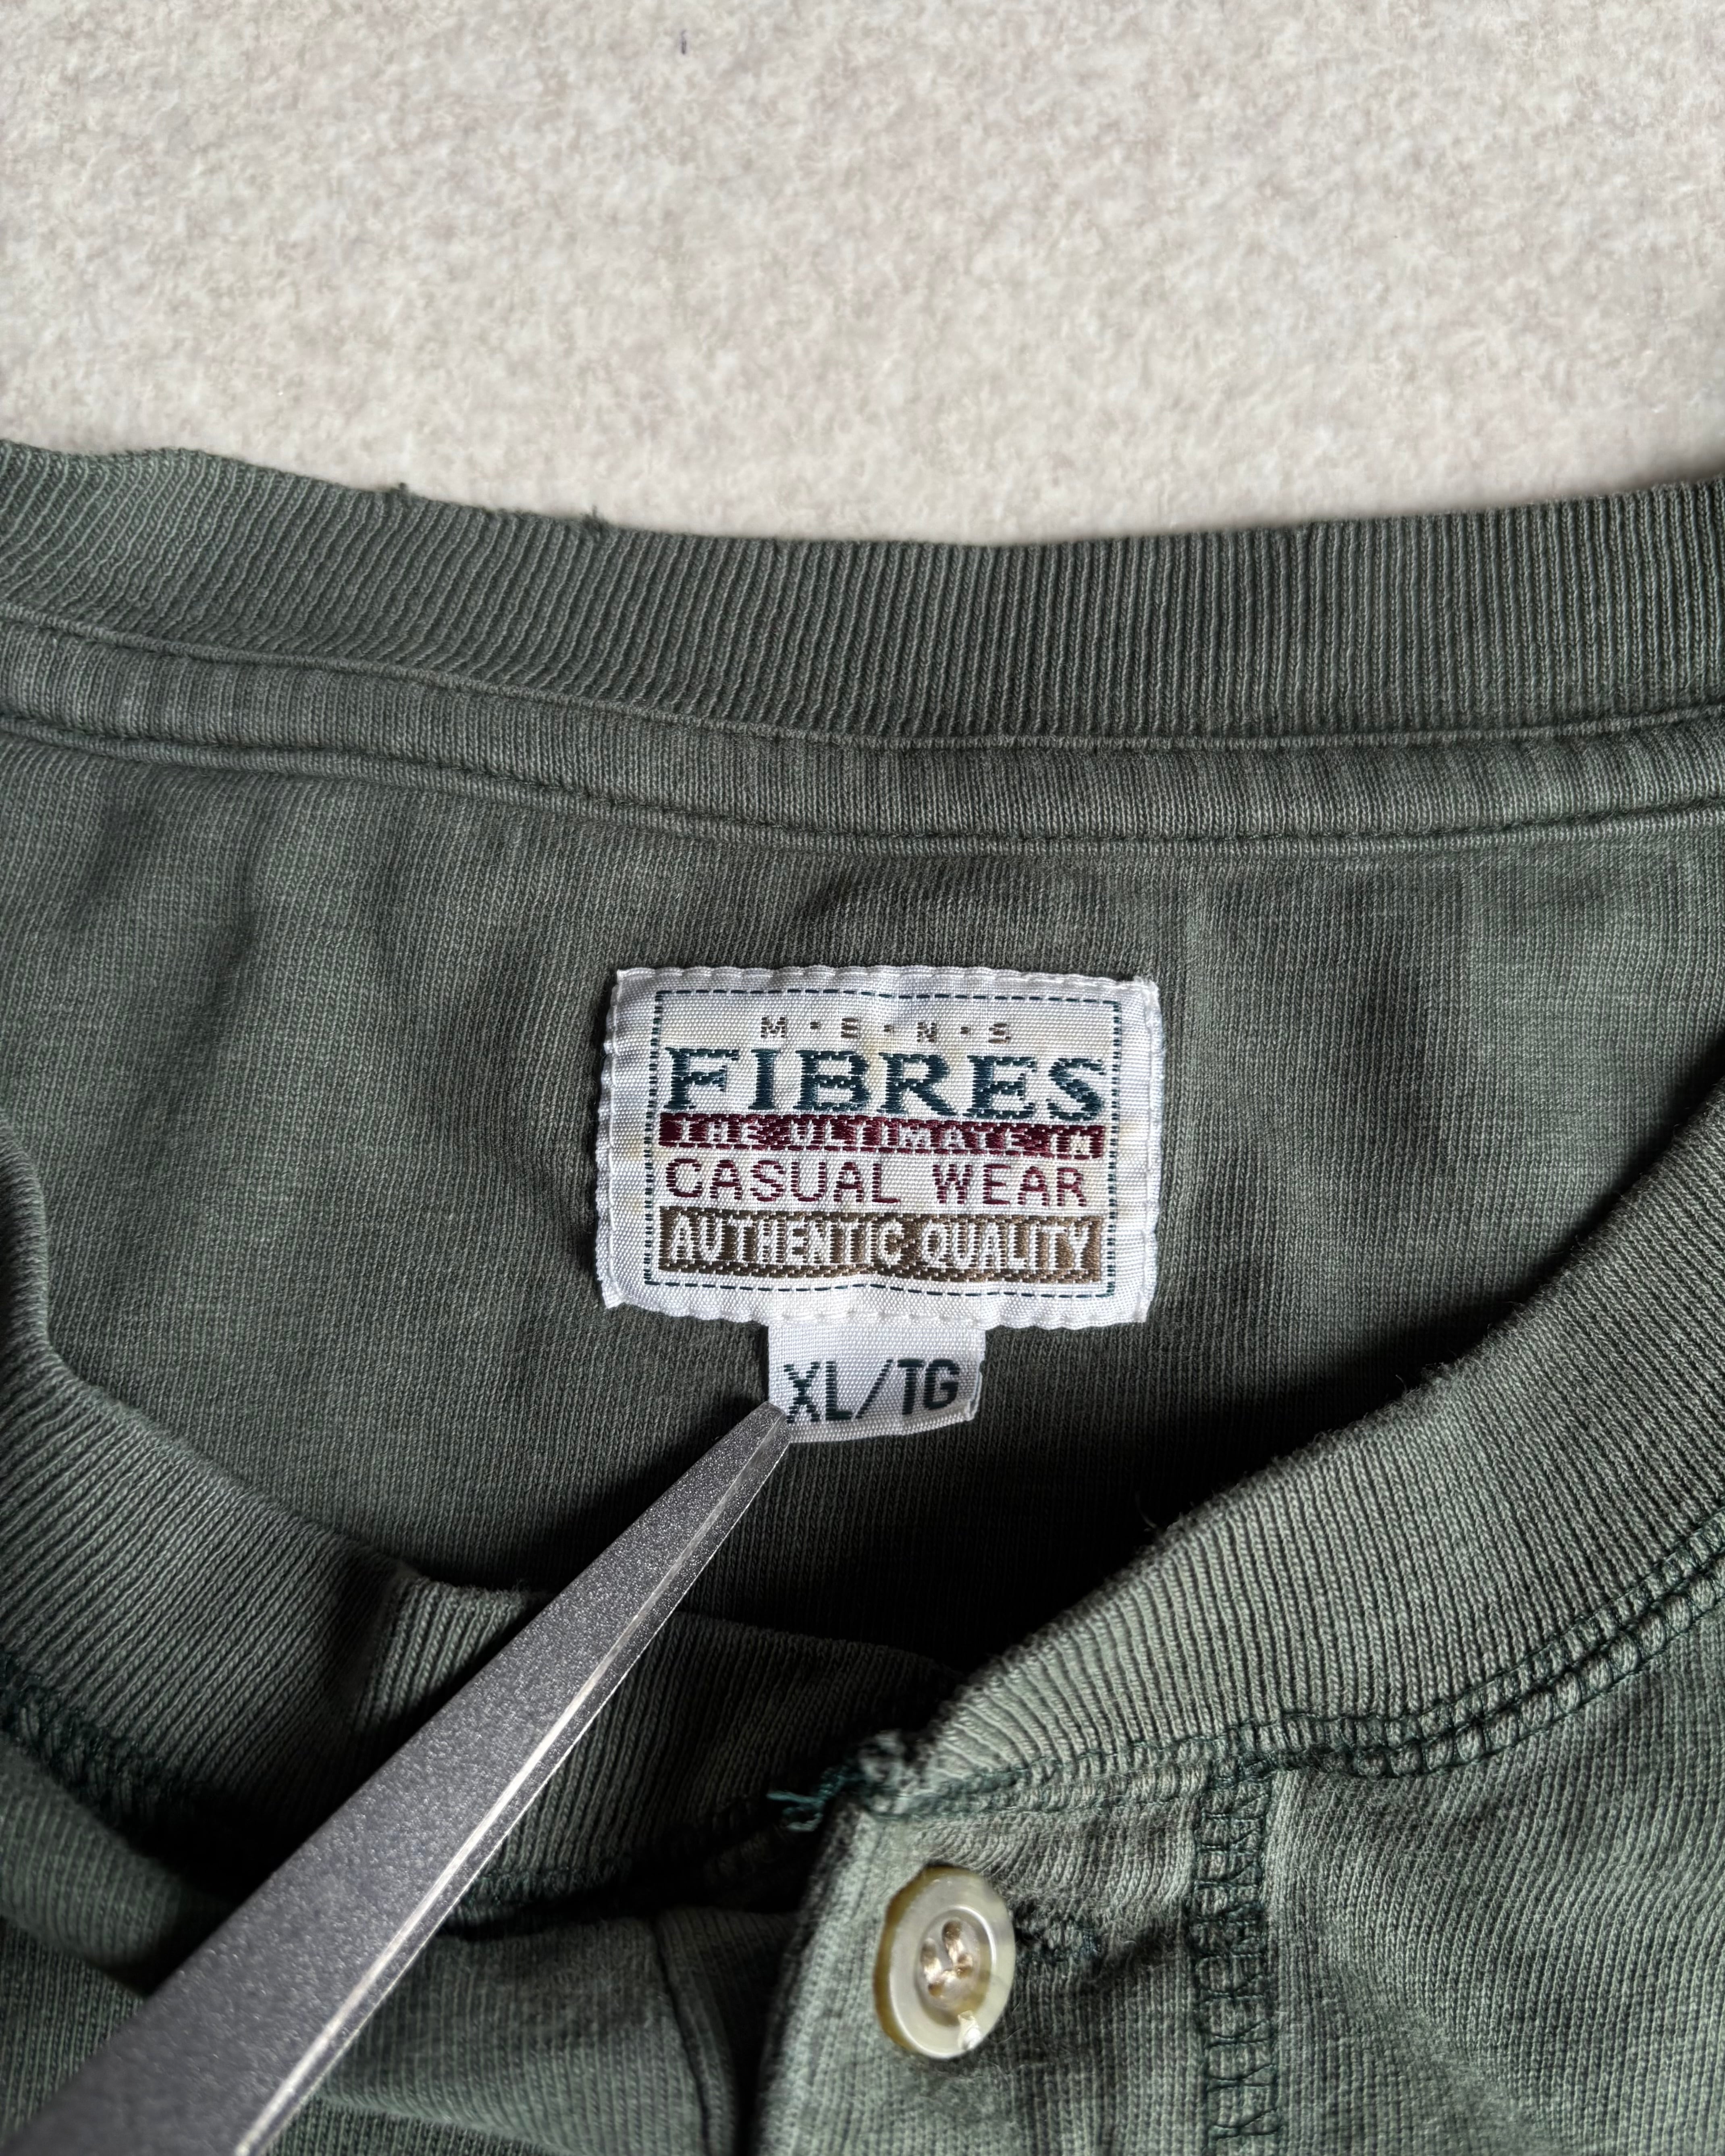 M·E·N·S
FIBRES
THE ULTIMATE IN
CASUAL WEAR
AUTHENTIC QUALITY
XL/TG